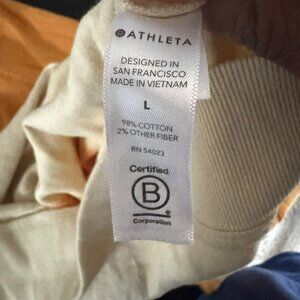 ATHLETA
DESIGNED IN
SAN FRANCISCO
MADE IN VIETNAM
L
98% COTTON
2% OTHER FIBER
RN 54023
Certified
B
Corporation